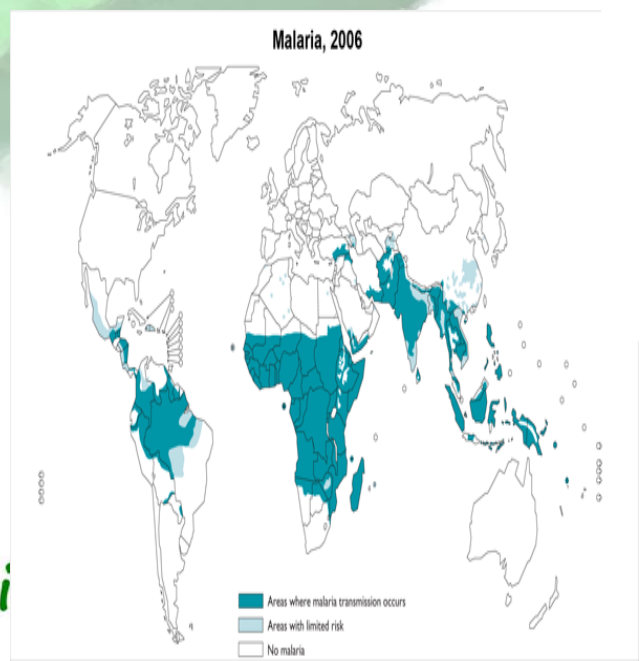 Malaria, 2006
Areas where malaria transmission occurs
Areas with limited risk
No malaria